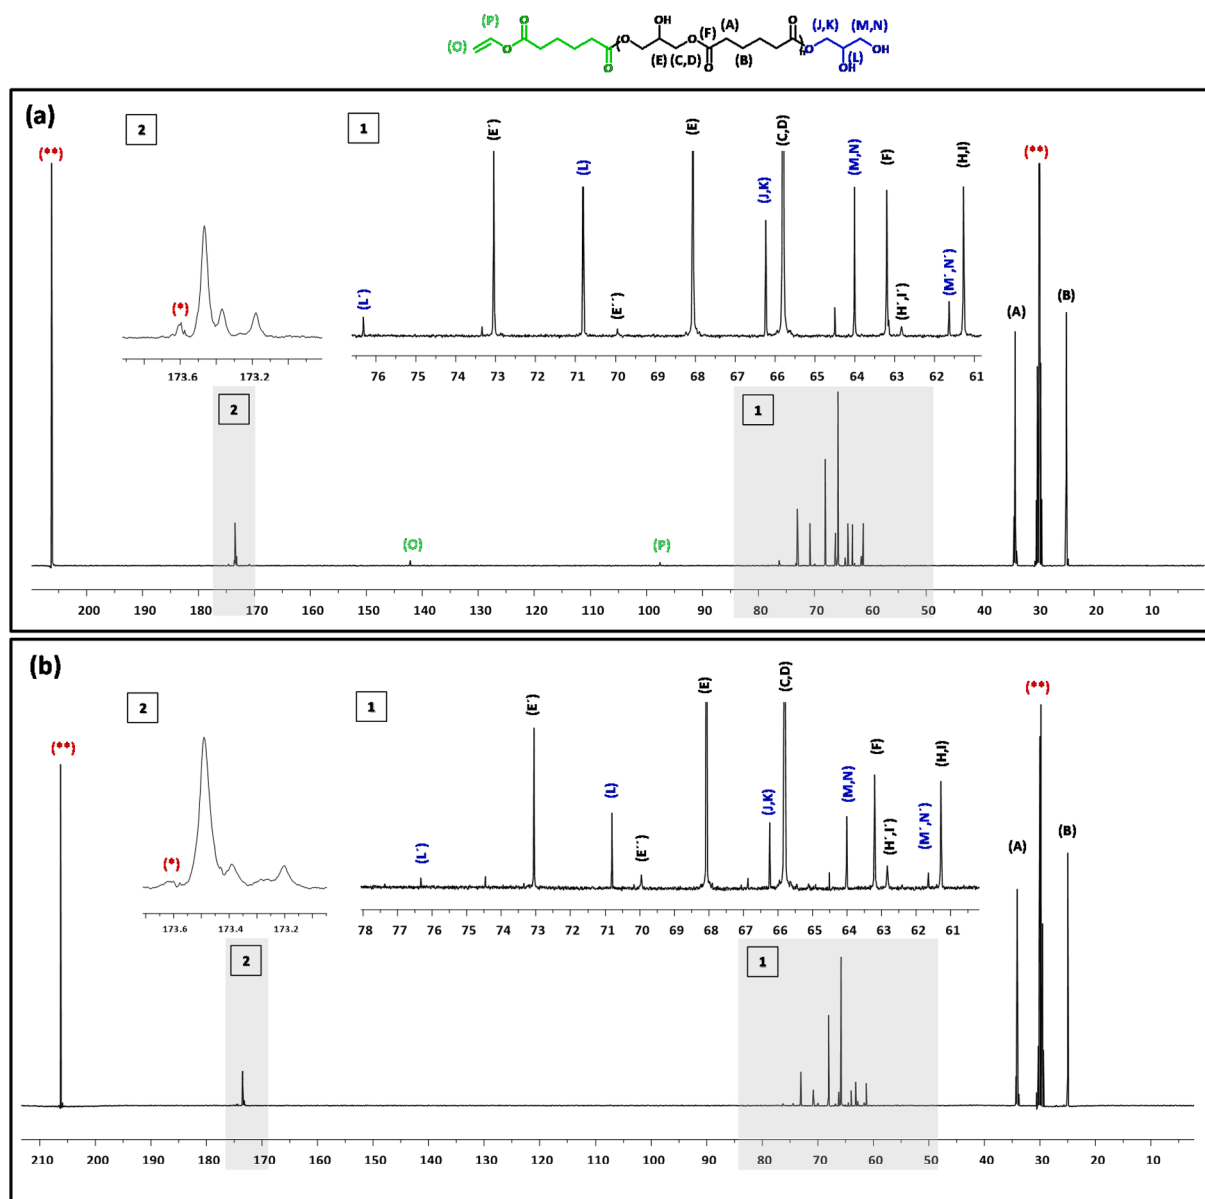 (P) O OH (A) O (J,K) (M,N)
(O) O O O (F) O O OH
O (E) (C,D) O (B) n OH (L)
(a)
2
1
(**) (*) (L´) (E´) (L) (E´´) (E) (J,K) (C,D) (M,N) (F) (H´,I´) (M´,N´) (H,I) (A) (**) (B)
173.6 173.2
76 75 74 73 72 71 70 69 68 67 66 65 64 63 62 61
2
1
(O) (P)
200 190 180 170 160 150 140 130 120 110 100 90 80 70 60 50 40 30 20 10
(b)
2
1
(**) (*) (L´) (E´) (L) (E´´) (E) (J,K) (C,D) (M,N) (F) (H´,I´) (M´,N´) (H,I) (A) (**) (B)
173.6 173.4 173.2
78 77 76 75 74 73 72 71 70 69 68 67 66 65 64 63 62 61
2
1
210 200 190 180 170 160 150 140 130 120 110 100 90 80 70 60 50 40 30 20 10